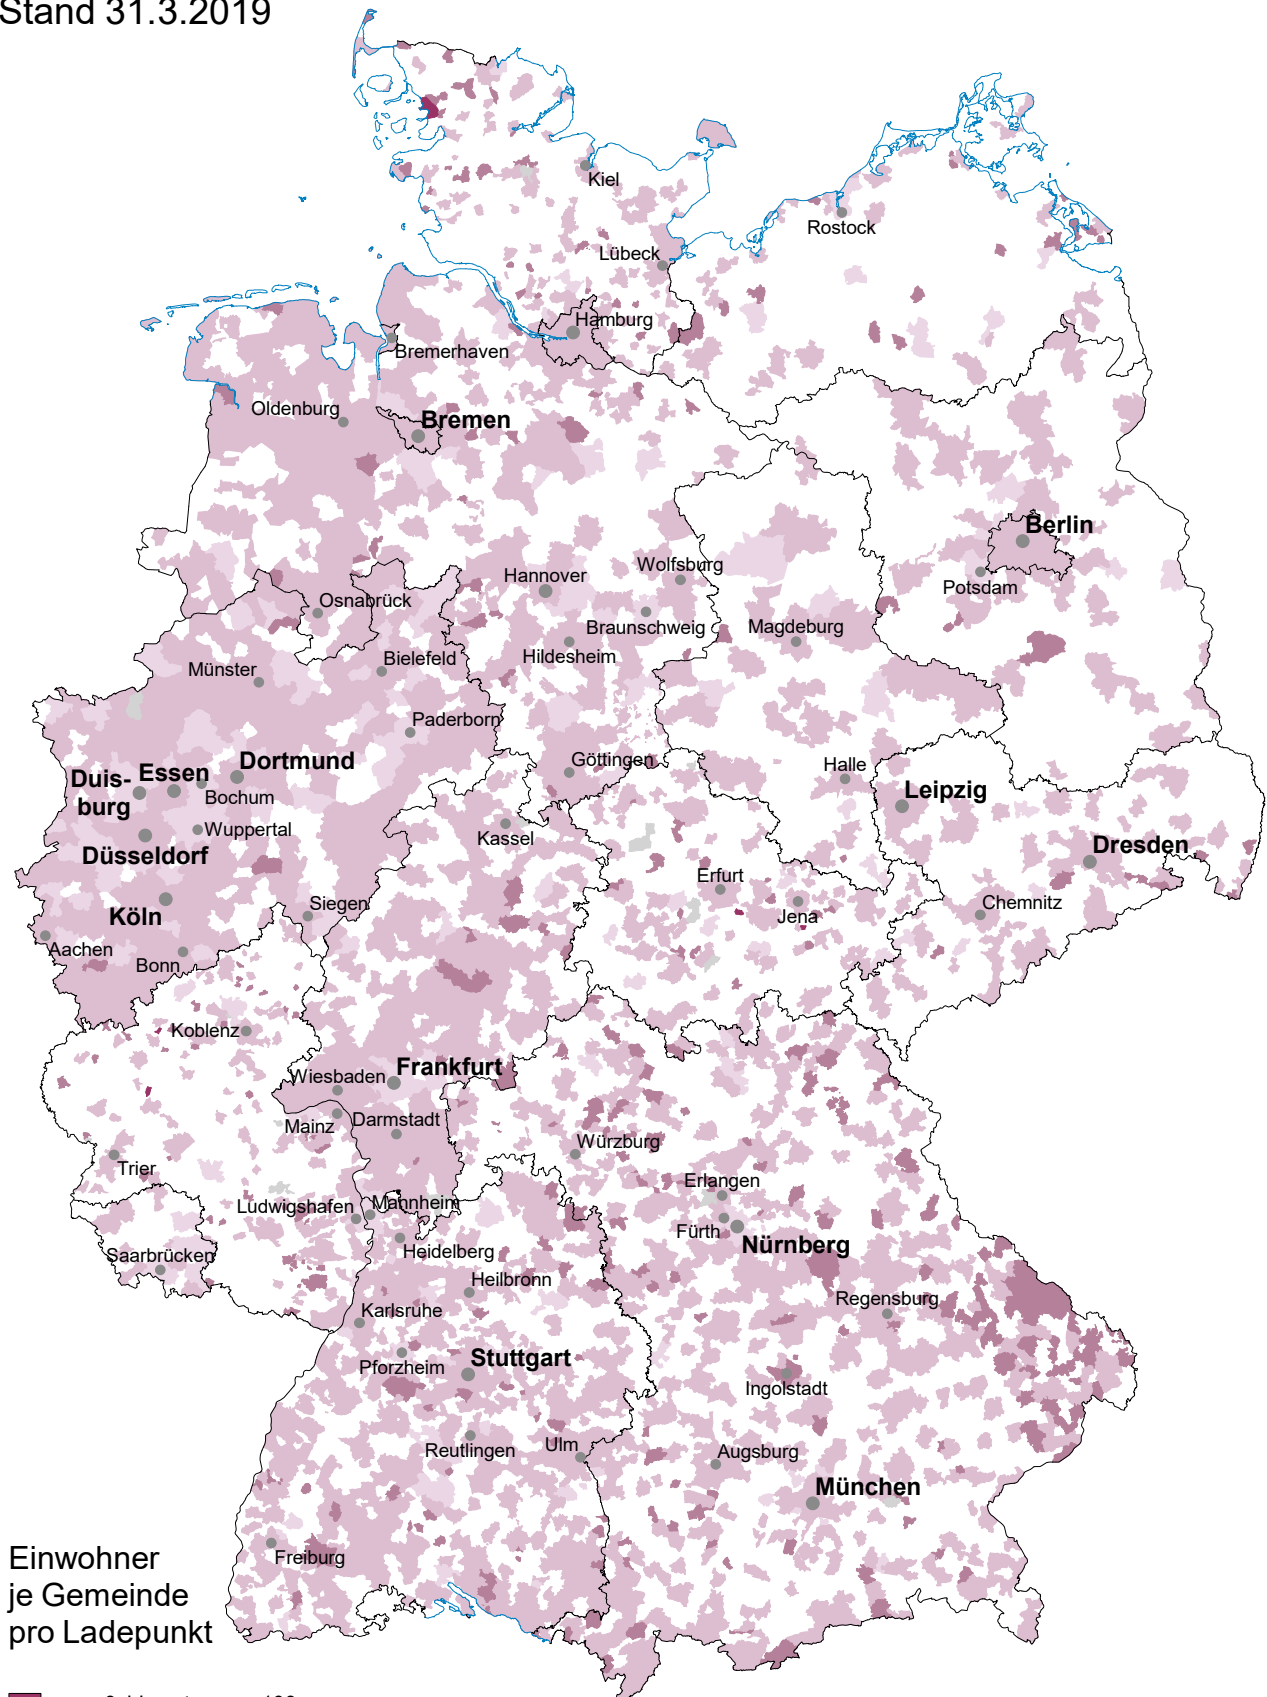 Stand 31.3.2019
Kiel
Rostock
Lübeck
Hamburg
Bremerhaven
Oldenburg
Bremen
Berlin
Wolfsburg
Hannover
Potsdam
Osnabrück
Braunschweig
Magdeburg
Hildesheim
Bielefeld
Münster
Paderborn
Göttingen
Dortmund
Halle
Duis-
burg
Essen
Leipzig
Bochum
Wuppertal
Kassel
Dresden
Düsseldorf
Erfurt
Siegen
Chemnitz
Köln
Jena
Aachen
Bonn
Koblenz
Frankfurt
Wiesbaden
Darmstadt
Mainz
Würzburg
Trier
Erlangen
Mannheim
Ludwigshafen
Fürth
Nürnberg
Heidelberg
Saarbrücken
Heilbronn
Regensburg
Karlsruhe
Stuttgart
Pforzheim
Ingolstadt
Reutlingen
Ulm
Augsburg
München
Freiburg
Einwohner
je Gemeinde
pro Ladepunkt